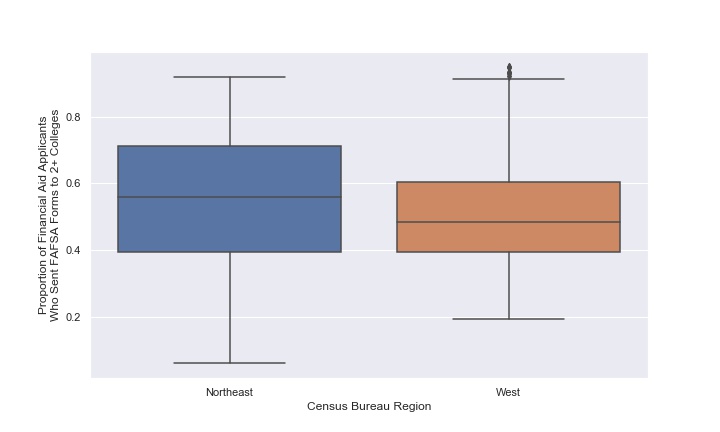 Proportion of Financial Aid Applicants
Who Sent FAFSA Forms to 2+ Colleges
0.8
0.6
0.4
0.2
Northeast
West
Census Bureau Region